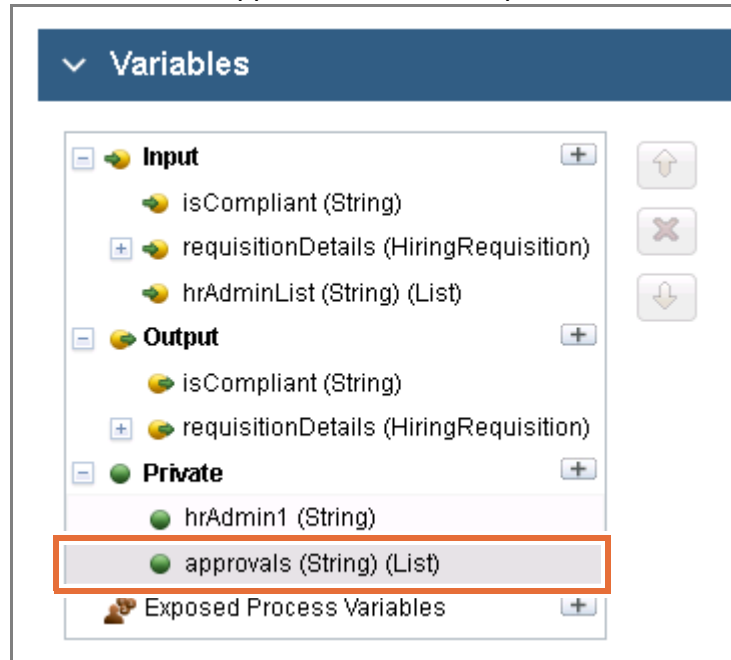 Variables
Input
isCompliant (String)
requisitionDetails (HiringRequisition)
hrAdminList (String) (List)
Output
isCompliant (String)
requisitionDetails (HiringRequisition)
Private
hrAdmin1 (String)
approvals (String) (List)
Exposed Process Variables